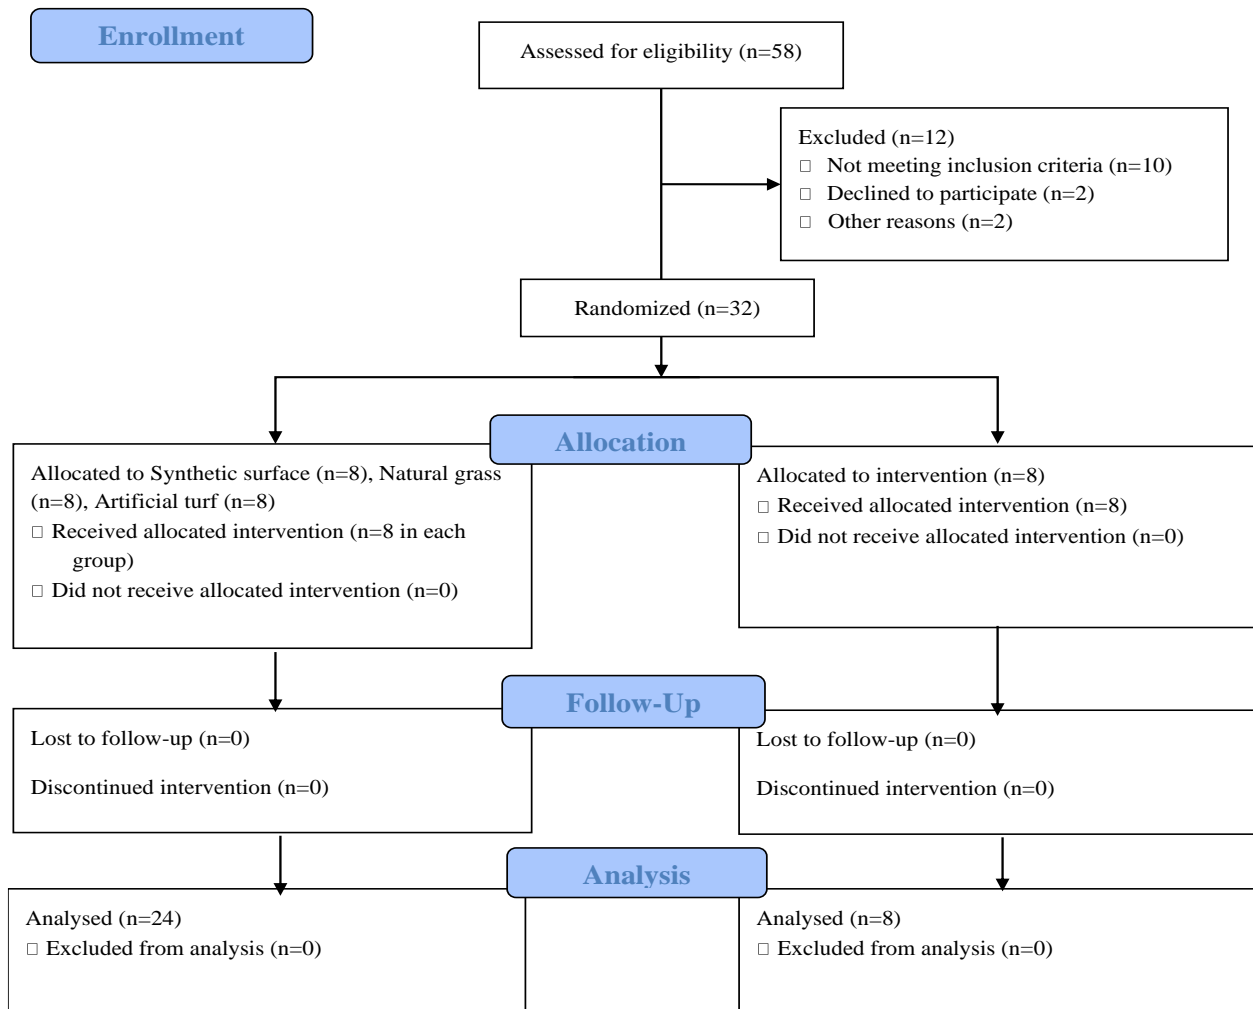 Enrollment
Assessed for eligibility (n=58)
Excluded (n=12)
Not meeting inclusion criteria (n=10)
Declined to participate (n=2)
Other reasons (n=2)
Randomized (n=32)
Allocation
Allocated to Synthetic surface (n=8), Natural grass
(n=8), Artificial turf (n=8)
Received allocated intervention (n=8 in each
group)
Did not receive allocated intervention (n=0)
Allocated to intervention (n=8)
Received allocated intervention (n=8)
Did not receive allocated intervention (n=0)
Follow-Up
Lost to follow-up (n=0)
Discontinued intervention (n=0)
Lost to follow-up (n=0)
Discontinued intervention (n=0)
Analysis
Analysed (n=24)
Excluded from analysis (n=0)
Analysed (n=8)
Excluded from analysis (n=0)